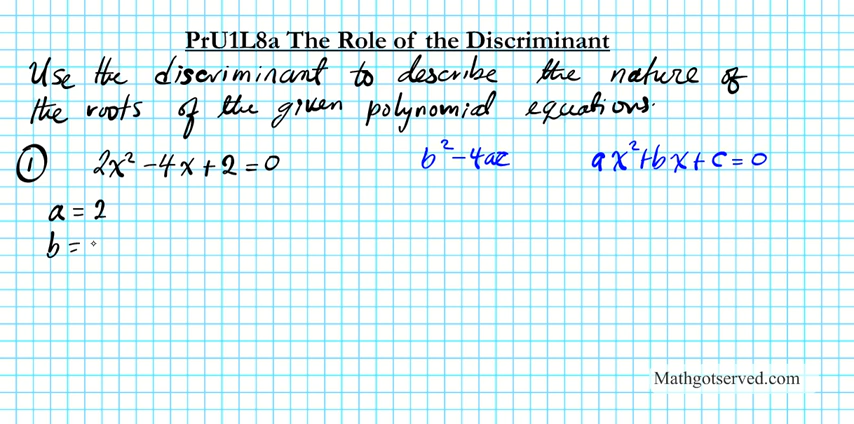 PrU1L8a The Role of the Discriminant
Use the discriminant to describe the nature of
the roots of the given polynomial equations.
① 2x² - 4x + 2 = 0 b² - 4ac ax² + bx + c = 0
a = 2
b =
Mathgotserved.com